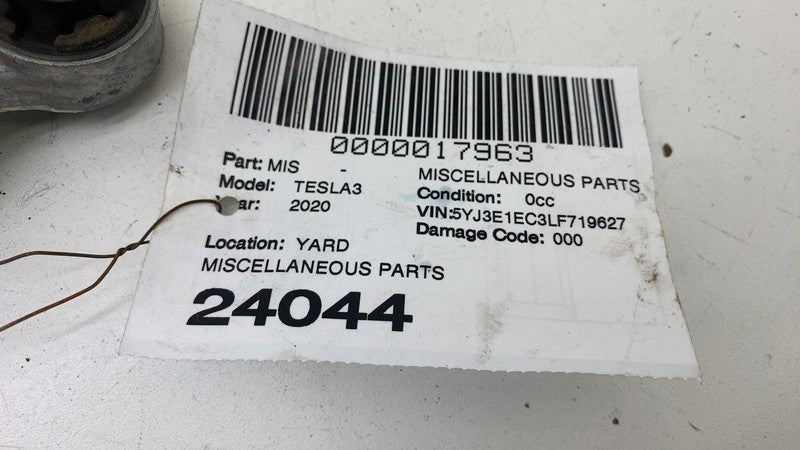 0000017963
Part: MIS - MISCELLANEOUS PARTS
Model: TESLA3 Condition: 0cc
ar: 2020 VIN:5YJ3E1EC3LF719627
Damage Code: 000
Location: YARD
MISCELLANEOUS PARTS
24044